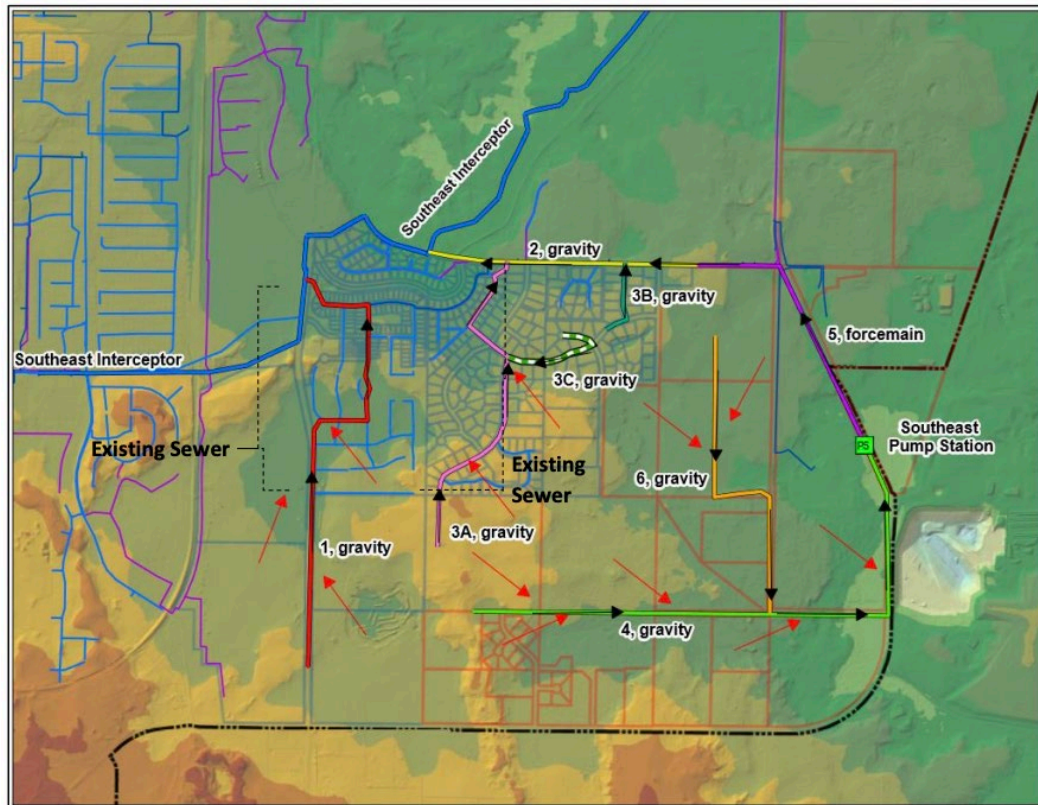 Southeast Interceptor
2, gravity
3B, gravity
5, forcemain
Southeast Interceptor
3C, gravity
Existing Sewer
Southeast
Pump Station
PS
Existing
Sewer
6, gravity
3A, gravity
1, gravity
4, gravity